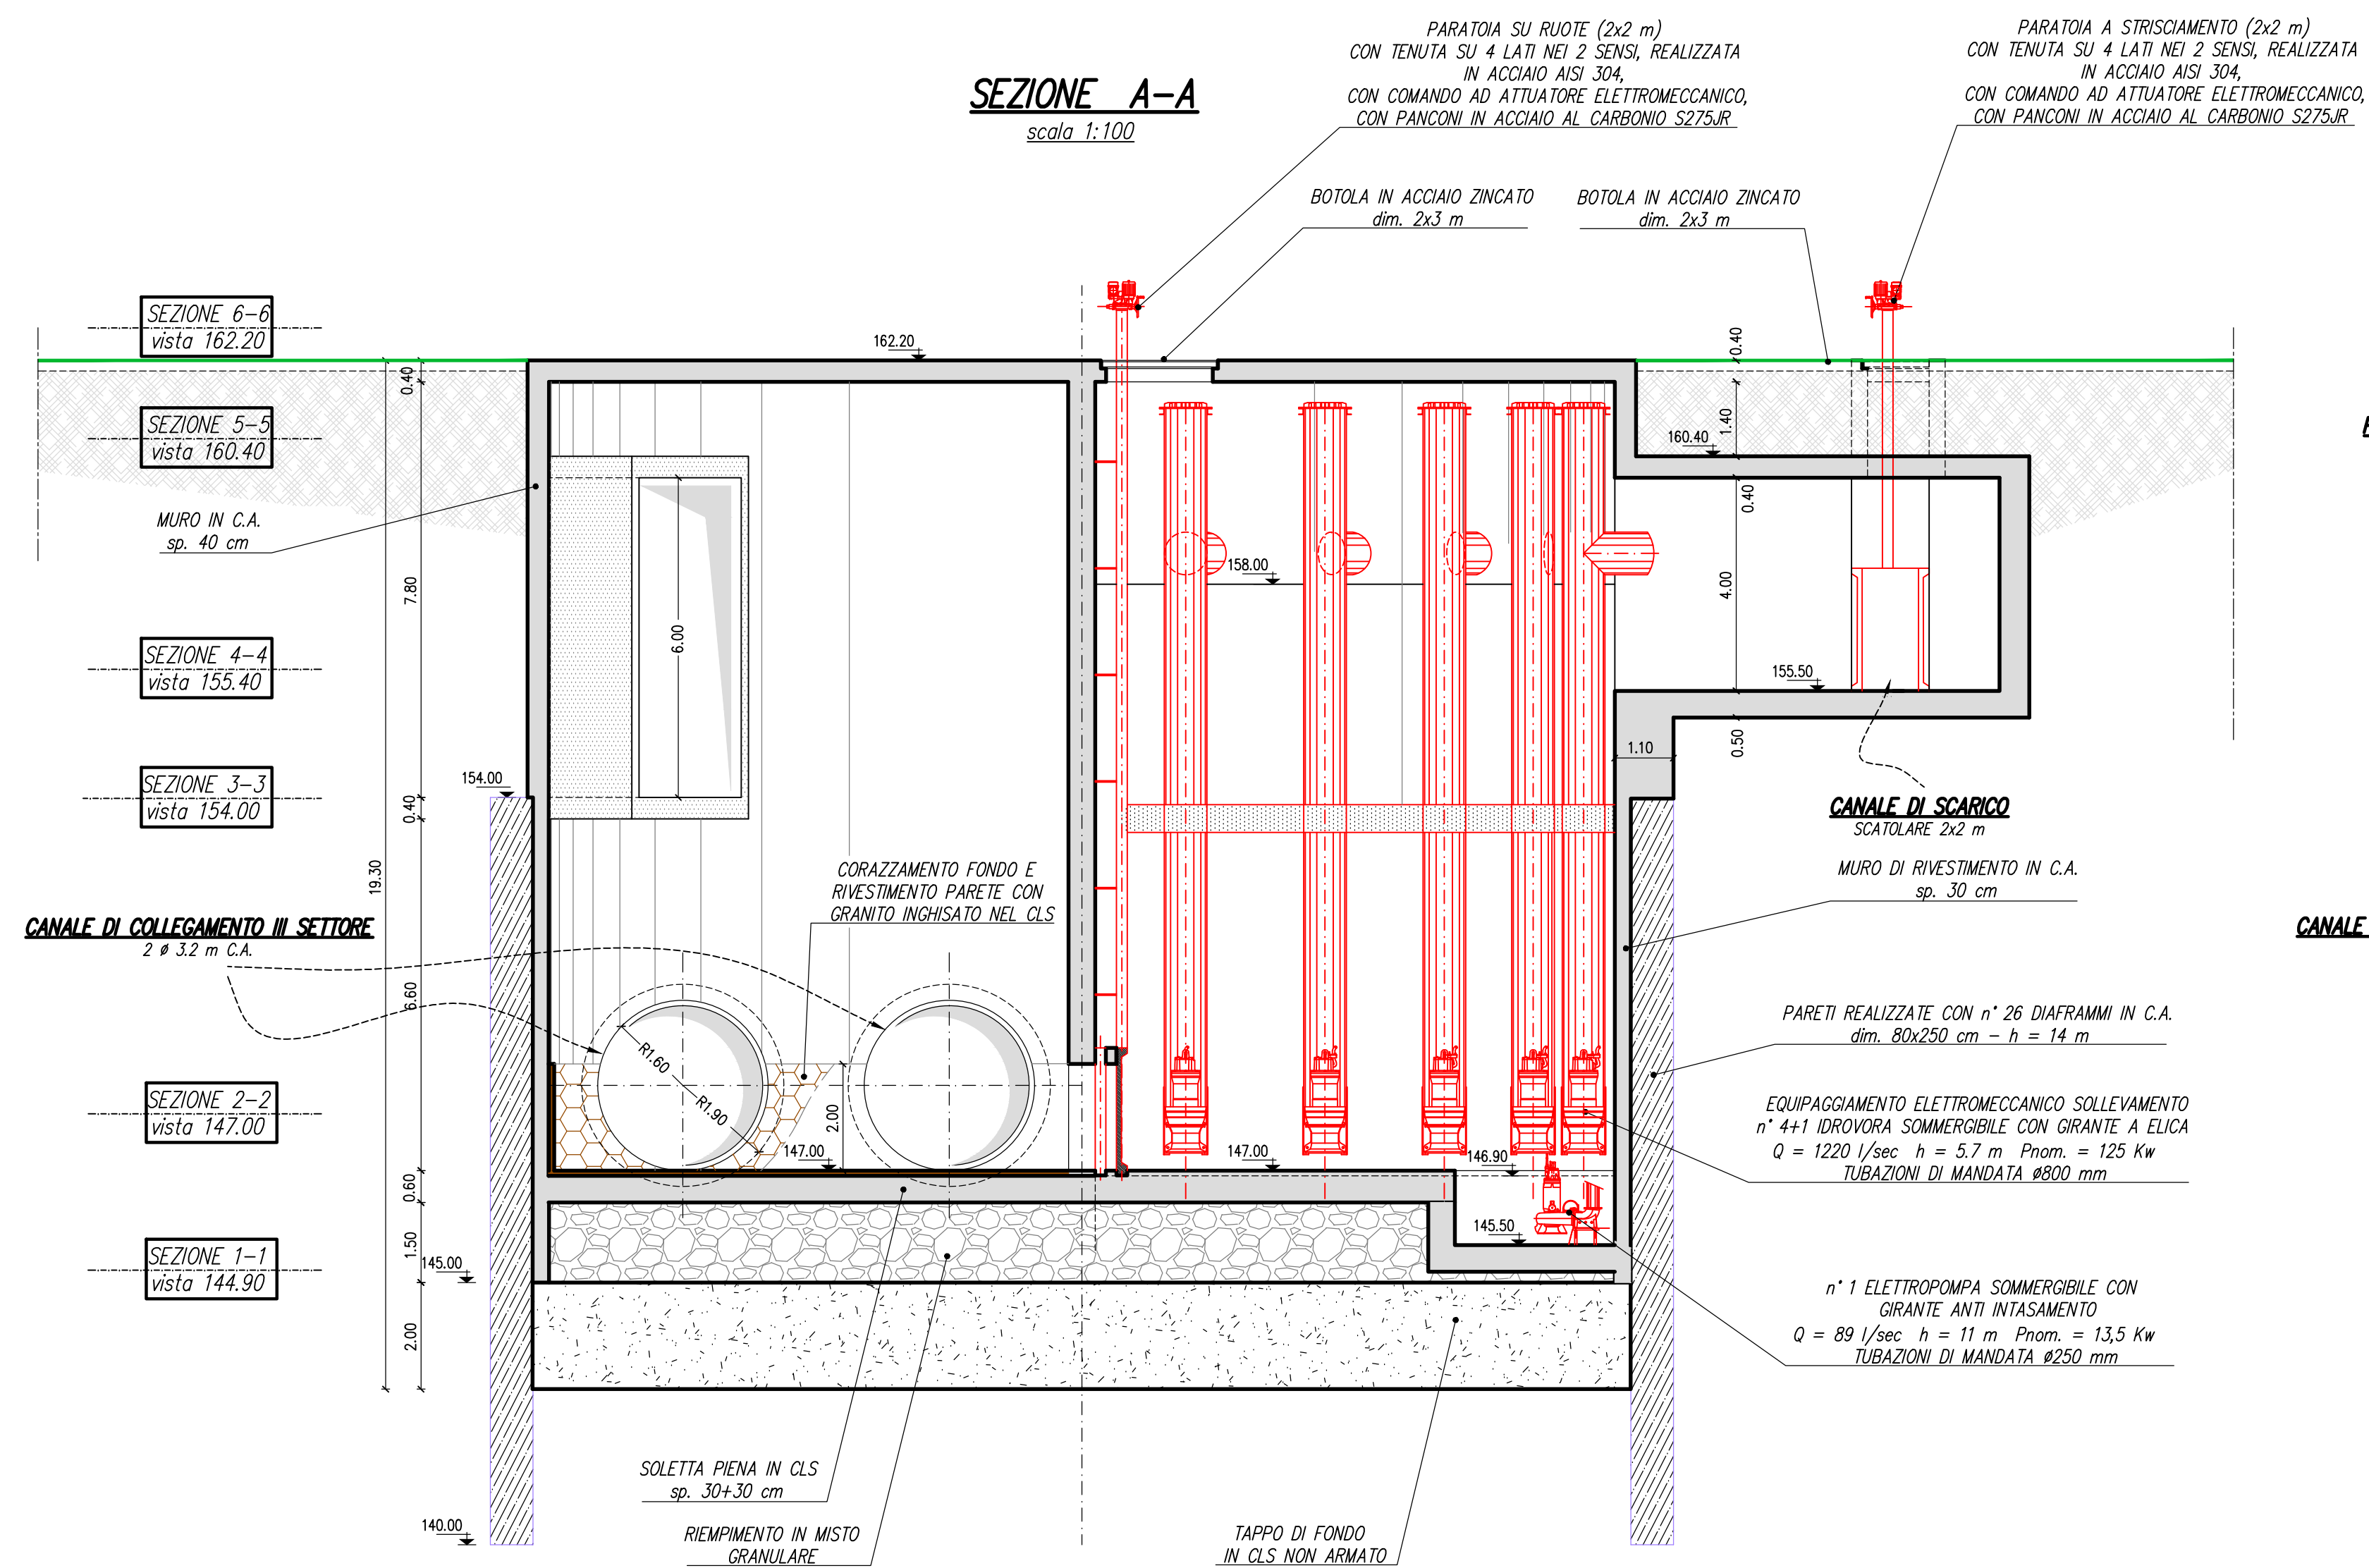 SEZIONE A-A
scala 1:100
PARATOIA SU RUOTE (2x2 m)
CON TENUTA SU 4 LATI NEI 2 SENSI, REALIZZATA
IN ACCIAIO AISI 304,
CON COMANDO AD ATTUATORE ELETTROMECCANICO,
CON PANCONI IN ACCIAIO AL CARBONIO S275JR
PARATOIA A STRISCIAMENTO (2x2 m)
CON TENUTA SU 4 LATI NEI 2 SENSI, REALIZZATA
IN ACCIAIO AISI 304,
CON COMANDO AD ATTUATORE ELETTROMECCANICO,
CON PANCONI IN ACCIAIO AL CARBONIO S275JR
BOTOLA IN ACCIAIO ZINCATO
dim. 2x3 m
BOTOLA IN ACCIAIO ZINCATO
dim. 2x3 m
SEZIONE 6-6
vista 162.20
SEZIONE 5-5
vista 160.40
SEZIONE 4-4
vista 155.40
SEZIONE 3-3
vista 154.00
SEZIONE 2-2
vista 147.00
SEZIONE 1-1
vista 144.90
MURO IN C.A.
sp. 40 cm
CANALE DI COLLEGAMENTO III SETTORE
2 ø 3.2 m C.A.
19.30
0.40
7.80
0.40
6.60
0.60
1.50
2.00
162.20
154.00
145.00
140.00
6.00
CORAZZAMENTO FONDO E
RIVESTIMENTO PARETE CON
GRANITO INGHISATO NEL CLS
R1.60
R1.90
2.00
147.00
158.00
147.00
146.90
145.50
0.40
1.40
160.40
0.40
4.00
155.50
0.50
1.10
CANALE DI SCARICO
SCATOLARE 2x2 m
MURO DI RIVESTIMENTO IN C.A.
sp. 30 cm
CANALE
PARETI REALIZZATE CON n° 26 DIAFRAMMI IN C.A.
dim. 80x250 cm - h = 14 m
EQUIPAGGIAMENTO ELETTROMECCANICO SOLLEVAMENTO
n° 4+1 IDROVORA SOMMERGIBILE CON GIRANTE A ELICA
Q = 1220 l/sec h = 5.7 m Pnom. = 125 Kw
TUBAZIONI DI MANDATA ø800 mm
n° 1 ELETTROPOMPA SOMMERGIBILE CON
GIRANTE ANTI INTASAMENTO
Q = 89 l/sec h = 11 m Pnom. = 13,5 Kw
TUBAZIONI DI MANDATA ø250 mm
SOLETTA PIENA IN CLS
sp. 30+30 cm
RIEMPIMENTO IN MISTO
GRANULARE
TAPPO DI FONDO
IN CLS NON ARMATO